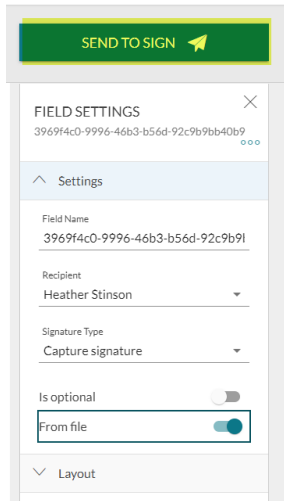 SEND TO SIGN
FIELD SETTINGS
3969f4c0-9996-46b3-b56d-92c9b9bb40b9
Settings
Field Name
3969f4c0-9996-46b3-b56d-92c9b9l
Recipient
Heather Stinson
Signature Type
Capture signature
Is optional
From file
Layout